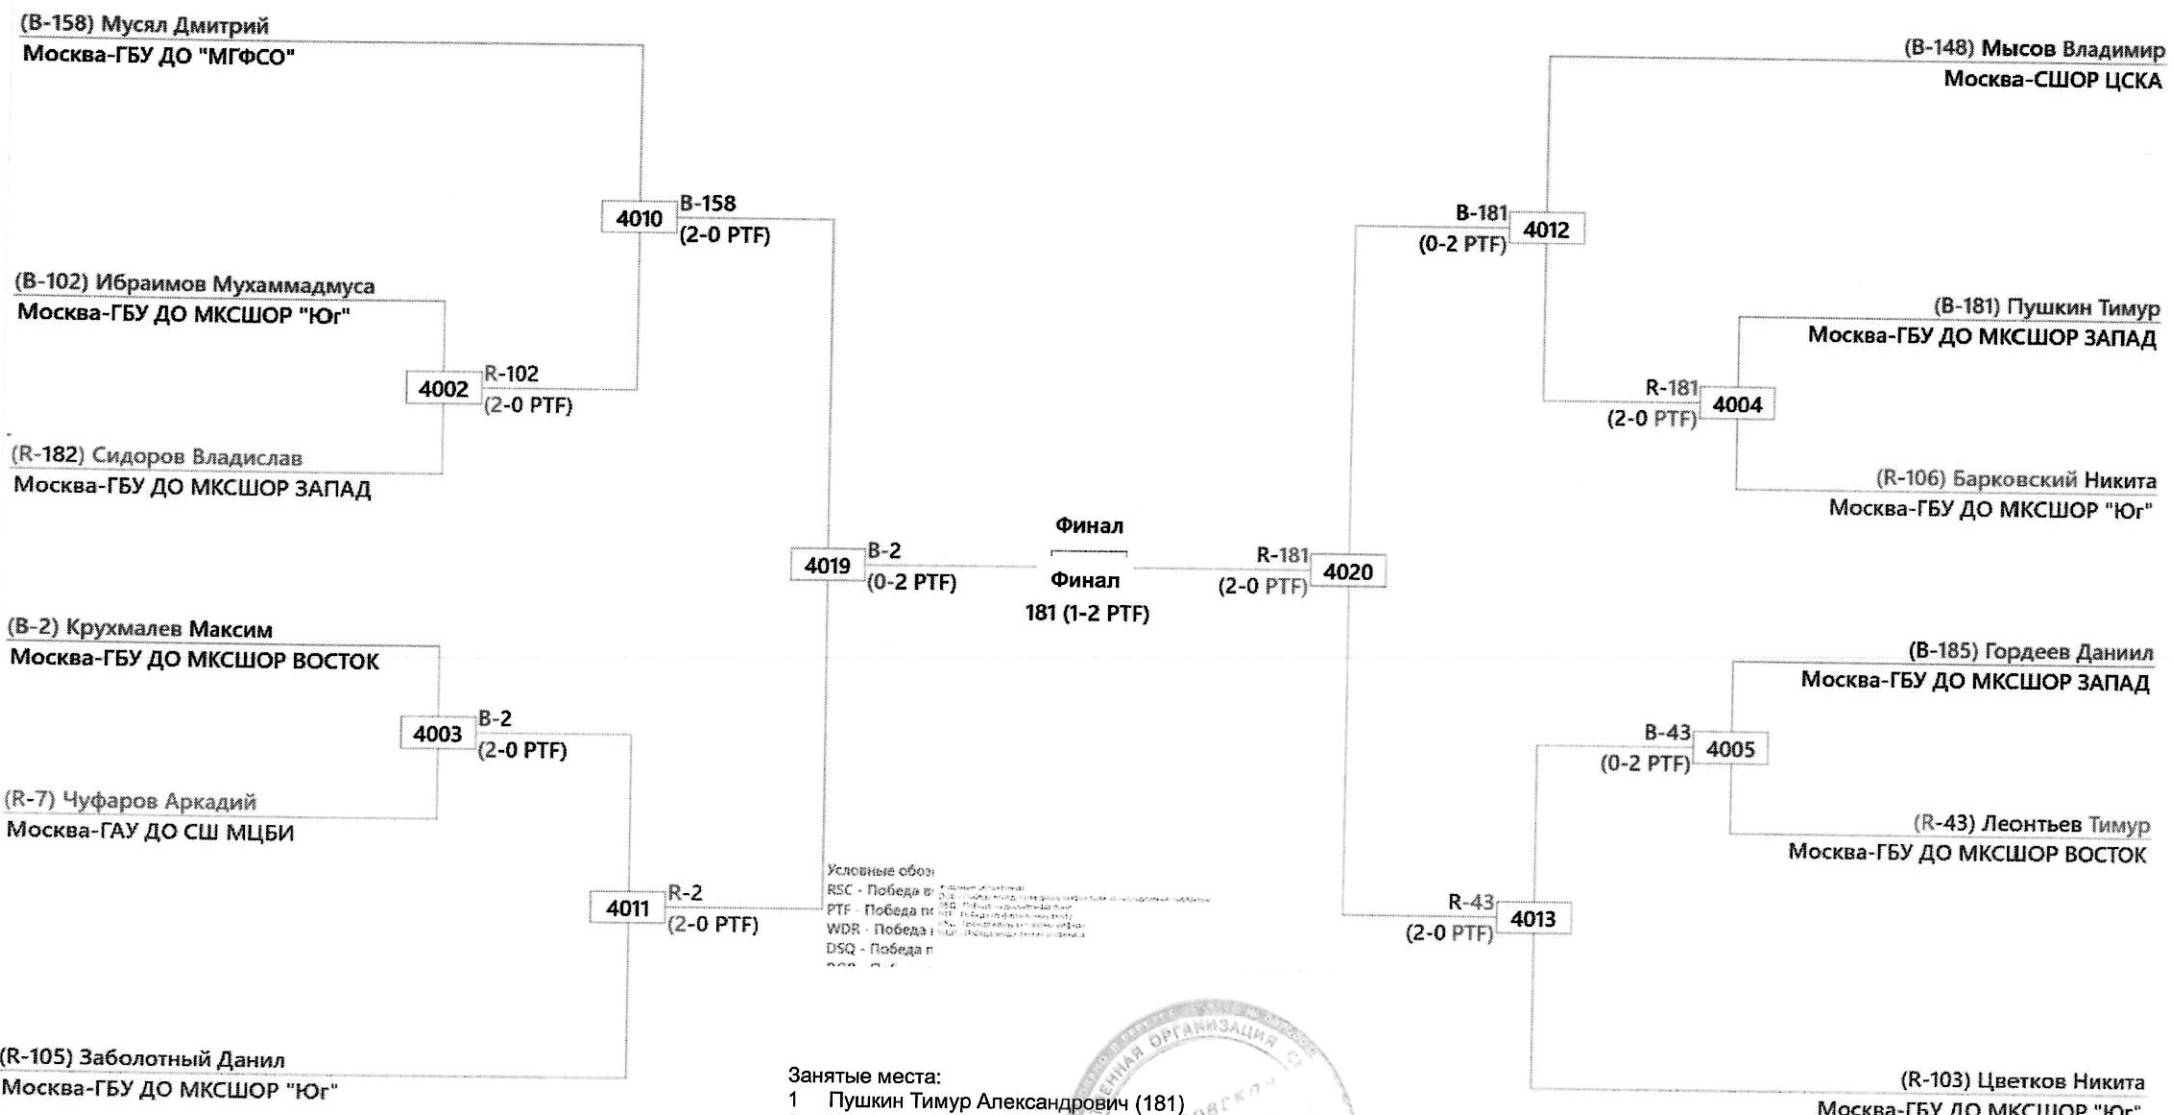 (B-158) Мусял Дмитрий
Москва-ГБУ ДО "МГФСО"
4010
B-158
(2-0 PTF)
(B-102) Ибраимов Мухаммадмуса
Москва-ГБУ ДО МКСШОР "Юг"
4002
R-102
(2-0 PTF)
(R-182) Сидоров Владислав
Москва-ГБУ ДО МКСШОР ЗАПАД
4019
B-2
(0-2 PTF)
(B-2) Крухмалев Максим
Москва-ГБУ ДО МКСШОР ВОСТОК
4003
B-2
(2-0 PTF)
(R-7) Чуфаров Аркадий
Москва-ГАУ ДО СШ МЦБИ
4011
R-2
(2-0 PTF)
(R-105) Заболотный Данил
Москва-ГБУ ДО МКСШОР "Юг"
Финал
Финал
181 (1-2 PTF)
(B-148) Мысов Владимир
Москва-СШОР ЦСКА
B-181
(0-2 PTF)
4012
(B-181) Пушкин Тимур
Москва-ГБУ ДО МКСШОР ЗАПАД
R-181
(2-0 PTF)
4004
(R-106) Барковский Никита
Москва-ГБУ ДО МКСШОР "Юг"
R-181
(2-0 PTF)
4020
(B-185) Гордеев Даниил
Москва-ГБУ ДО МКСШОР ЗАПАД
B-43
(0-2 PTF)
4005
(R-43) Леонтьев Тимур
Москва-ГБУ ДО МКСШОР ВОСТОК
R-43
(2-0 PTF)
4013
(R-103) Цветков Никита
Москва-ГБУ ДО МКСШОР "Юг"
Условные
RSC - Победа
PTF - Победа
WDR - Победа
DSQ - Победа
Занятые места:
1 Пушкин Тимур Александрович (181)
ОРГАНИЗАЦИЯ